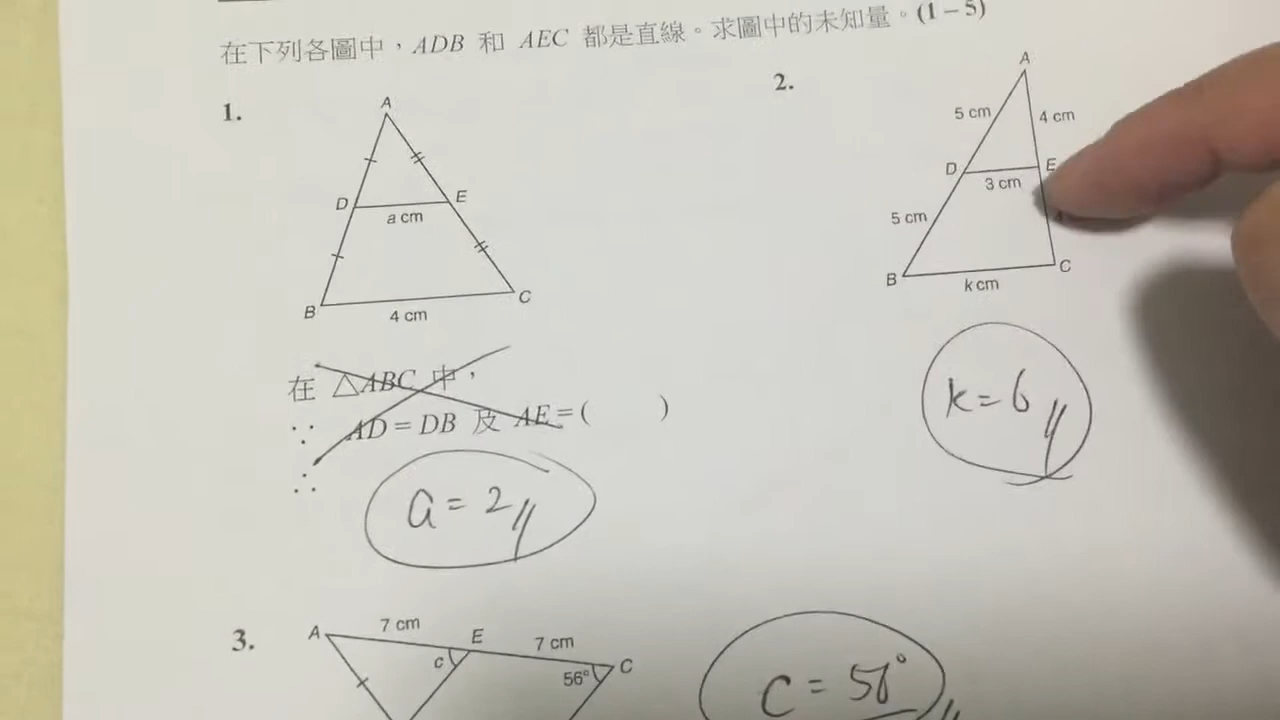 在下列各圖中，ADB 和 AEC 都是直線。求圖中的未知量。(1 – 5)
1.
A
D
E
a cm
B
C
4 cm
在 △ABC 中，
∵ AD = DB 及 AE = ( )
∴
a = 2
2.
A
5 cm
4 cm
D
E
3 cm
5 cm
B
C
k cm
k = 6
3.
A
7 cm
E
7 cm
C
c
56°
C = 56°